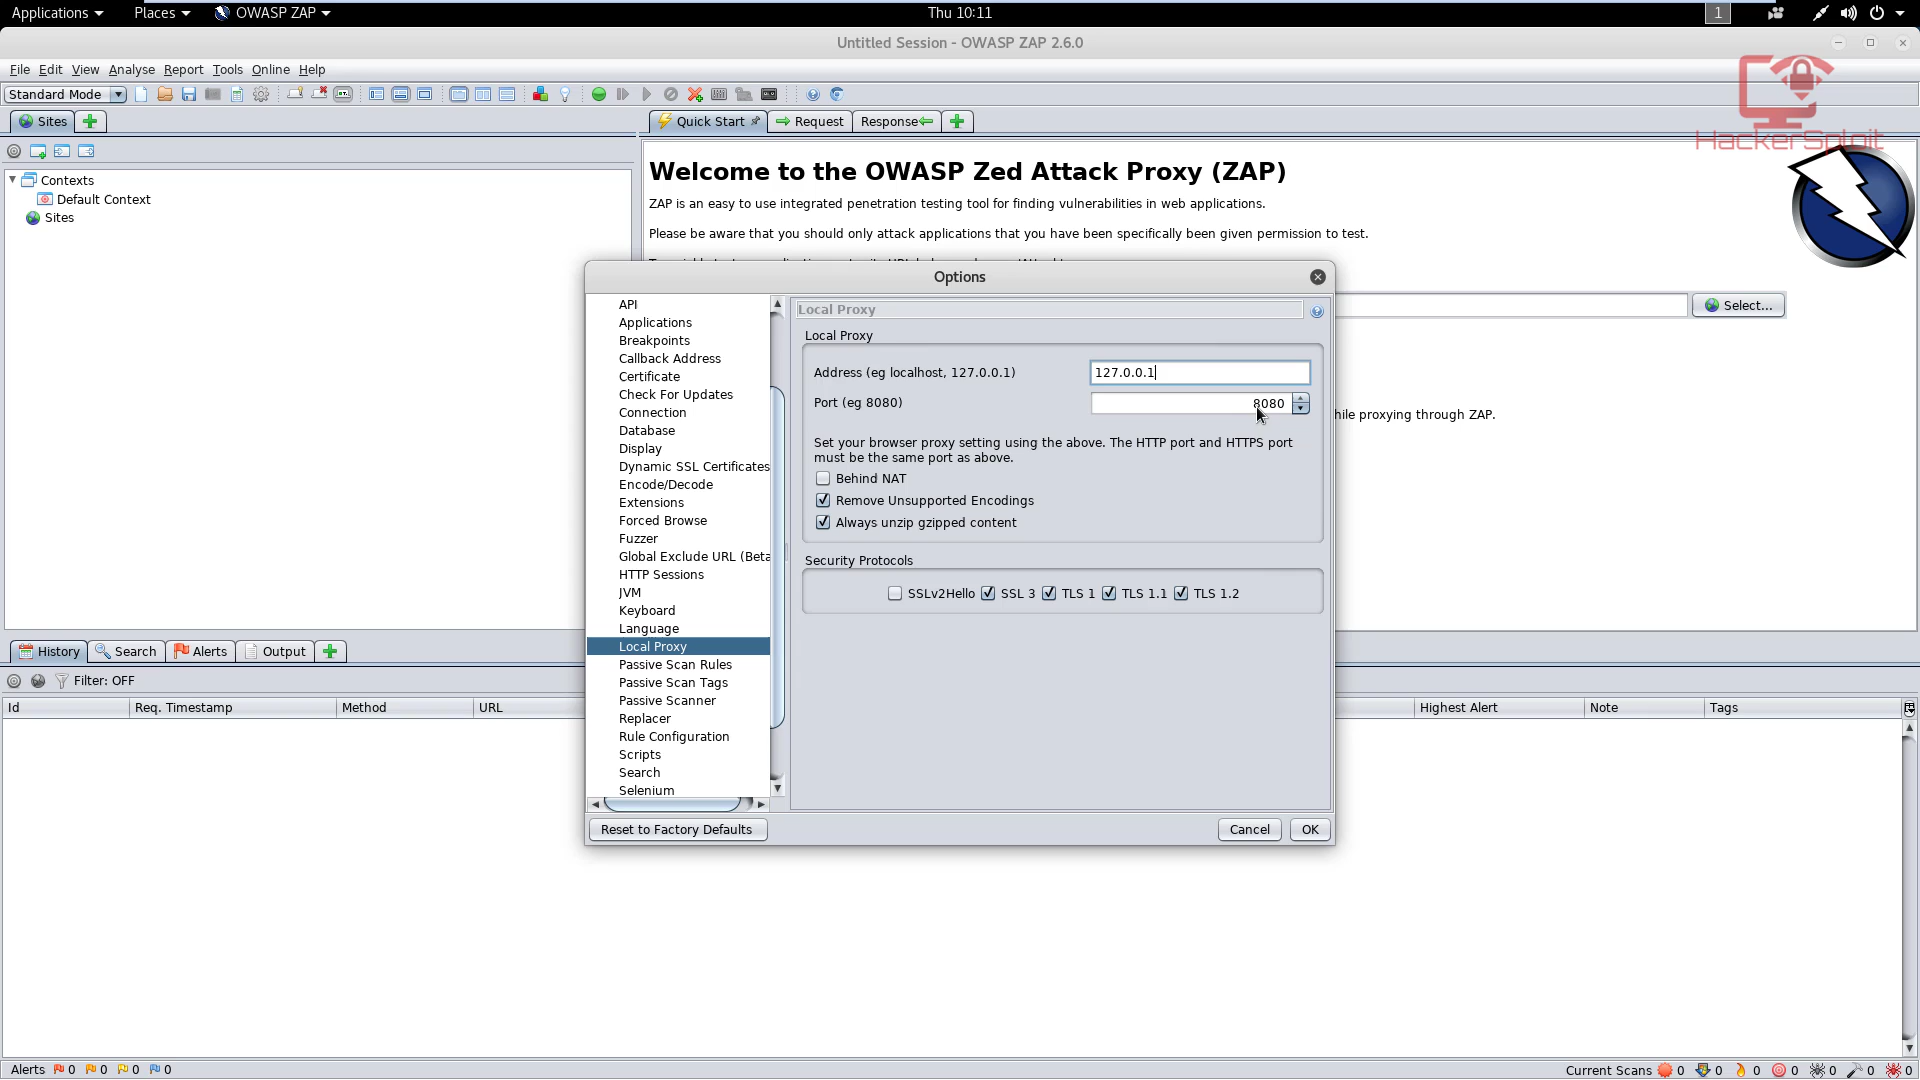 Applications
Places
OWASP ZAP
Thu 10:11
1
Untitled Session - OWASP ZAP 2.6.0
File Edit View Analyse Report Tools Online Help
Standard Mode
HackerSploit
Sites
Quick Start
Request
Response
Contexts
Default Context
Sites
Welcome to the OWASP Zed Attack Proxy (ZAP)
ZAP is an easy to use integrated penetration testing tool for finding vulnerabilities in web applications.
Please be aware that you should only attack applications that you have been specifically been given permission to test.
Select...
hile proxying through ZAP.
Options
API
Applications
Breakpoints
Callback Address
Certificate
Check For Updates
Connection
Database
Display
Dynamic SSL Certificates
Encode/Decode
Extensions
Forced Browse
Fuzzer
Global Exclude URL (Beta
HTTP Sessions
JVM
Keyboard
Language
Local Proxy
Passive Scan Rules
Passive Scan Tags
Passive Scanner
Replacer
Rule Configuration
Scripts
Search
Selenium
Local Proxy
Local Proxy
Address (eg localhost, 127.0.0.1)
127.0.0.1
Port (eg 8080)
8080
Set your browser proxy setting using the above. The HTTP port and HTTPS port
must be the same port as above.
Behind NAT
Remove Unsupported Encodings
Always unzip gzipped content
Security Protocols
SSLv2Hello SSL 3 TLS 1 TLS 1.1 TLS 1.2
Reset to Factory Defaults
Cancel
OK
History
Search
Alerts
Output
Filter: OFF
Id
Req. Timestamp
Method
URL
Highest Alert
Note
Tags
Alerts 0 0 0 0
Current Scans 0 0 0 0 0 0 0